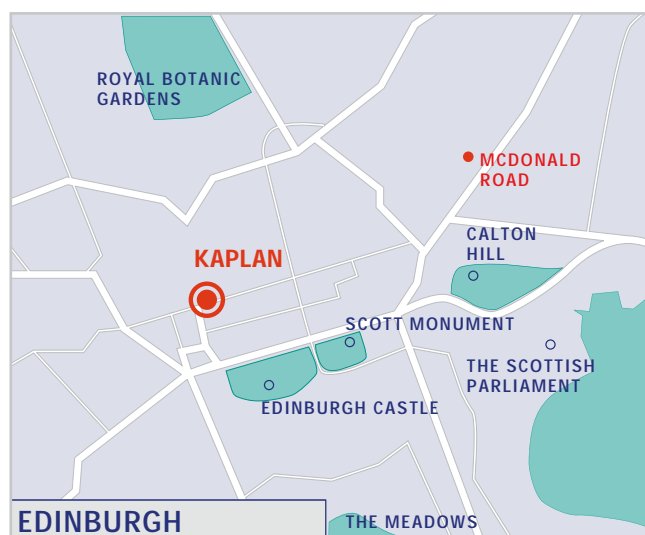 ROYAL BOTANIC
GARDENS
MCDONALD
ROAD
CALTON
HILL
KAPLAN
SCOTT MONUMENT
THE SCOTTISH
PARLIAMENT
EDINBURGH CASTLE
EDINBURGH
THE MEADOWS